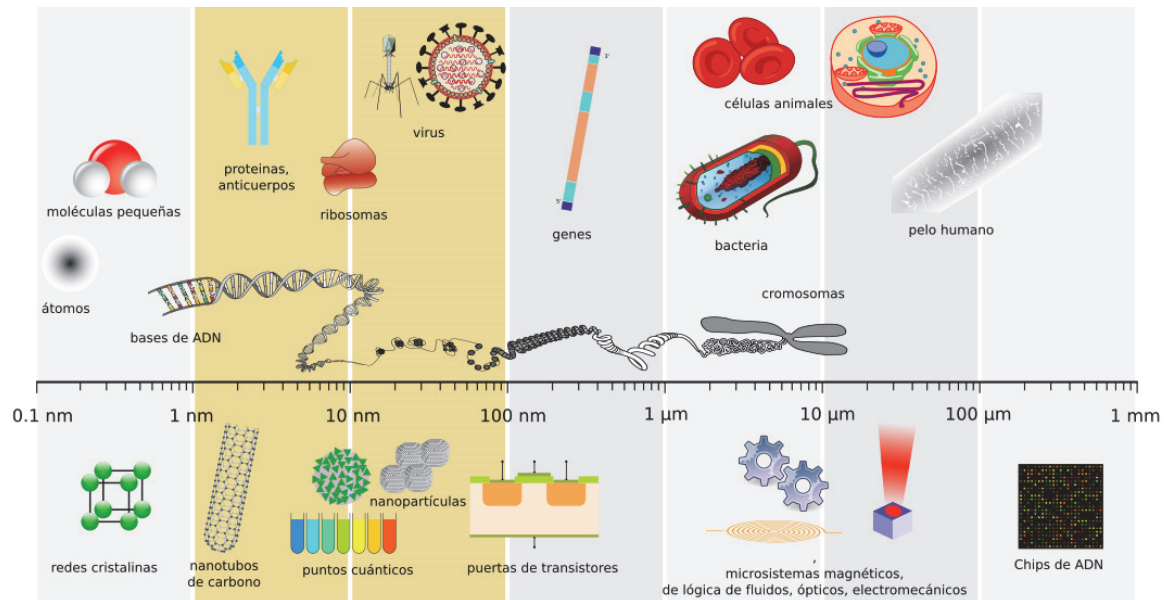 virus
células animales
proteinas,
anticuerpos
moléculas pequeñas
ribosomas
3'
5'
genes
bacteria
pelo humano
átomos
bases de ADN
cromosomas
0.1 nm
1 nm
10 nm
100 nm
1 µm
10 µm
100 µm
1 mm
nanopartículas
redes cristalinas
nanotubos
de carbono
puntos cuánticos
puertas de transistores
microsistemas magnéticos,
de lógica de fluidos, ópticos, electromecánicos
Chips de ADN